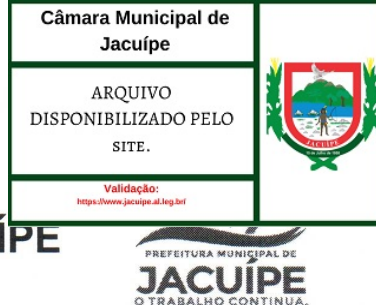 Câmara Municipal de
Jacuípe
ARQUIVO
DISPONIBILIZADO PELO
SITE.
Validação:
https://www.jacuipe.al.leg.br/
JACUÍPE
ÍPE
PREFEITURA MUNICIPAL DE
JACUÍPE
O TRABALHO CONTINUA.